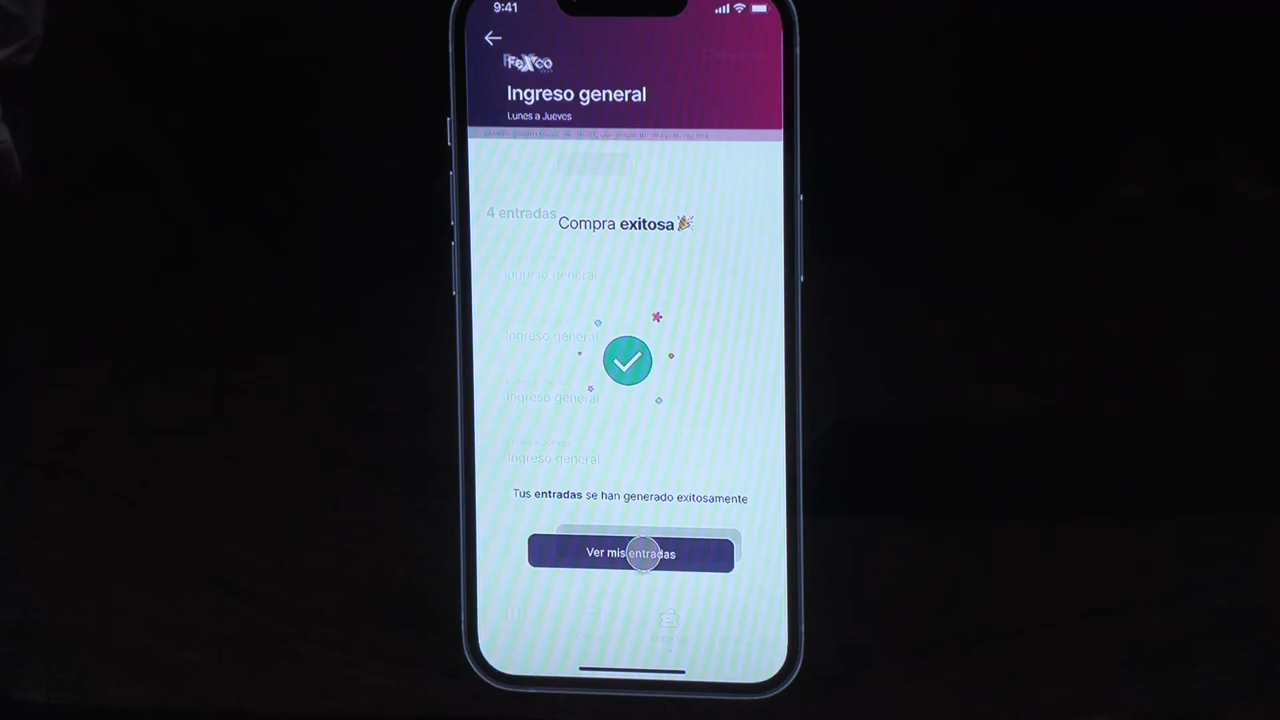 9:41
FeXco
Ingreso general
Lunes a Jueves
4 entradas
Compra exitosa
Ingreso general
Ingreso general
Ingreso general
Ingreso general
Tus entradas se han generado exitosamente
Ver mis entradas